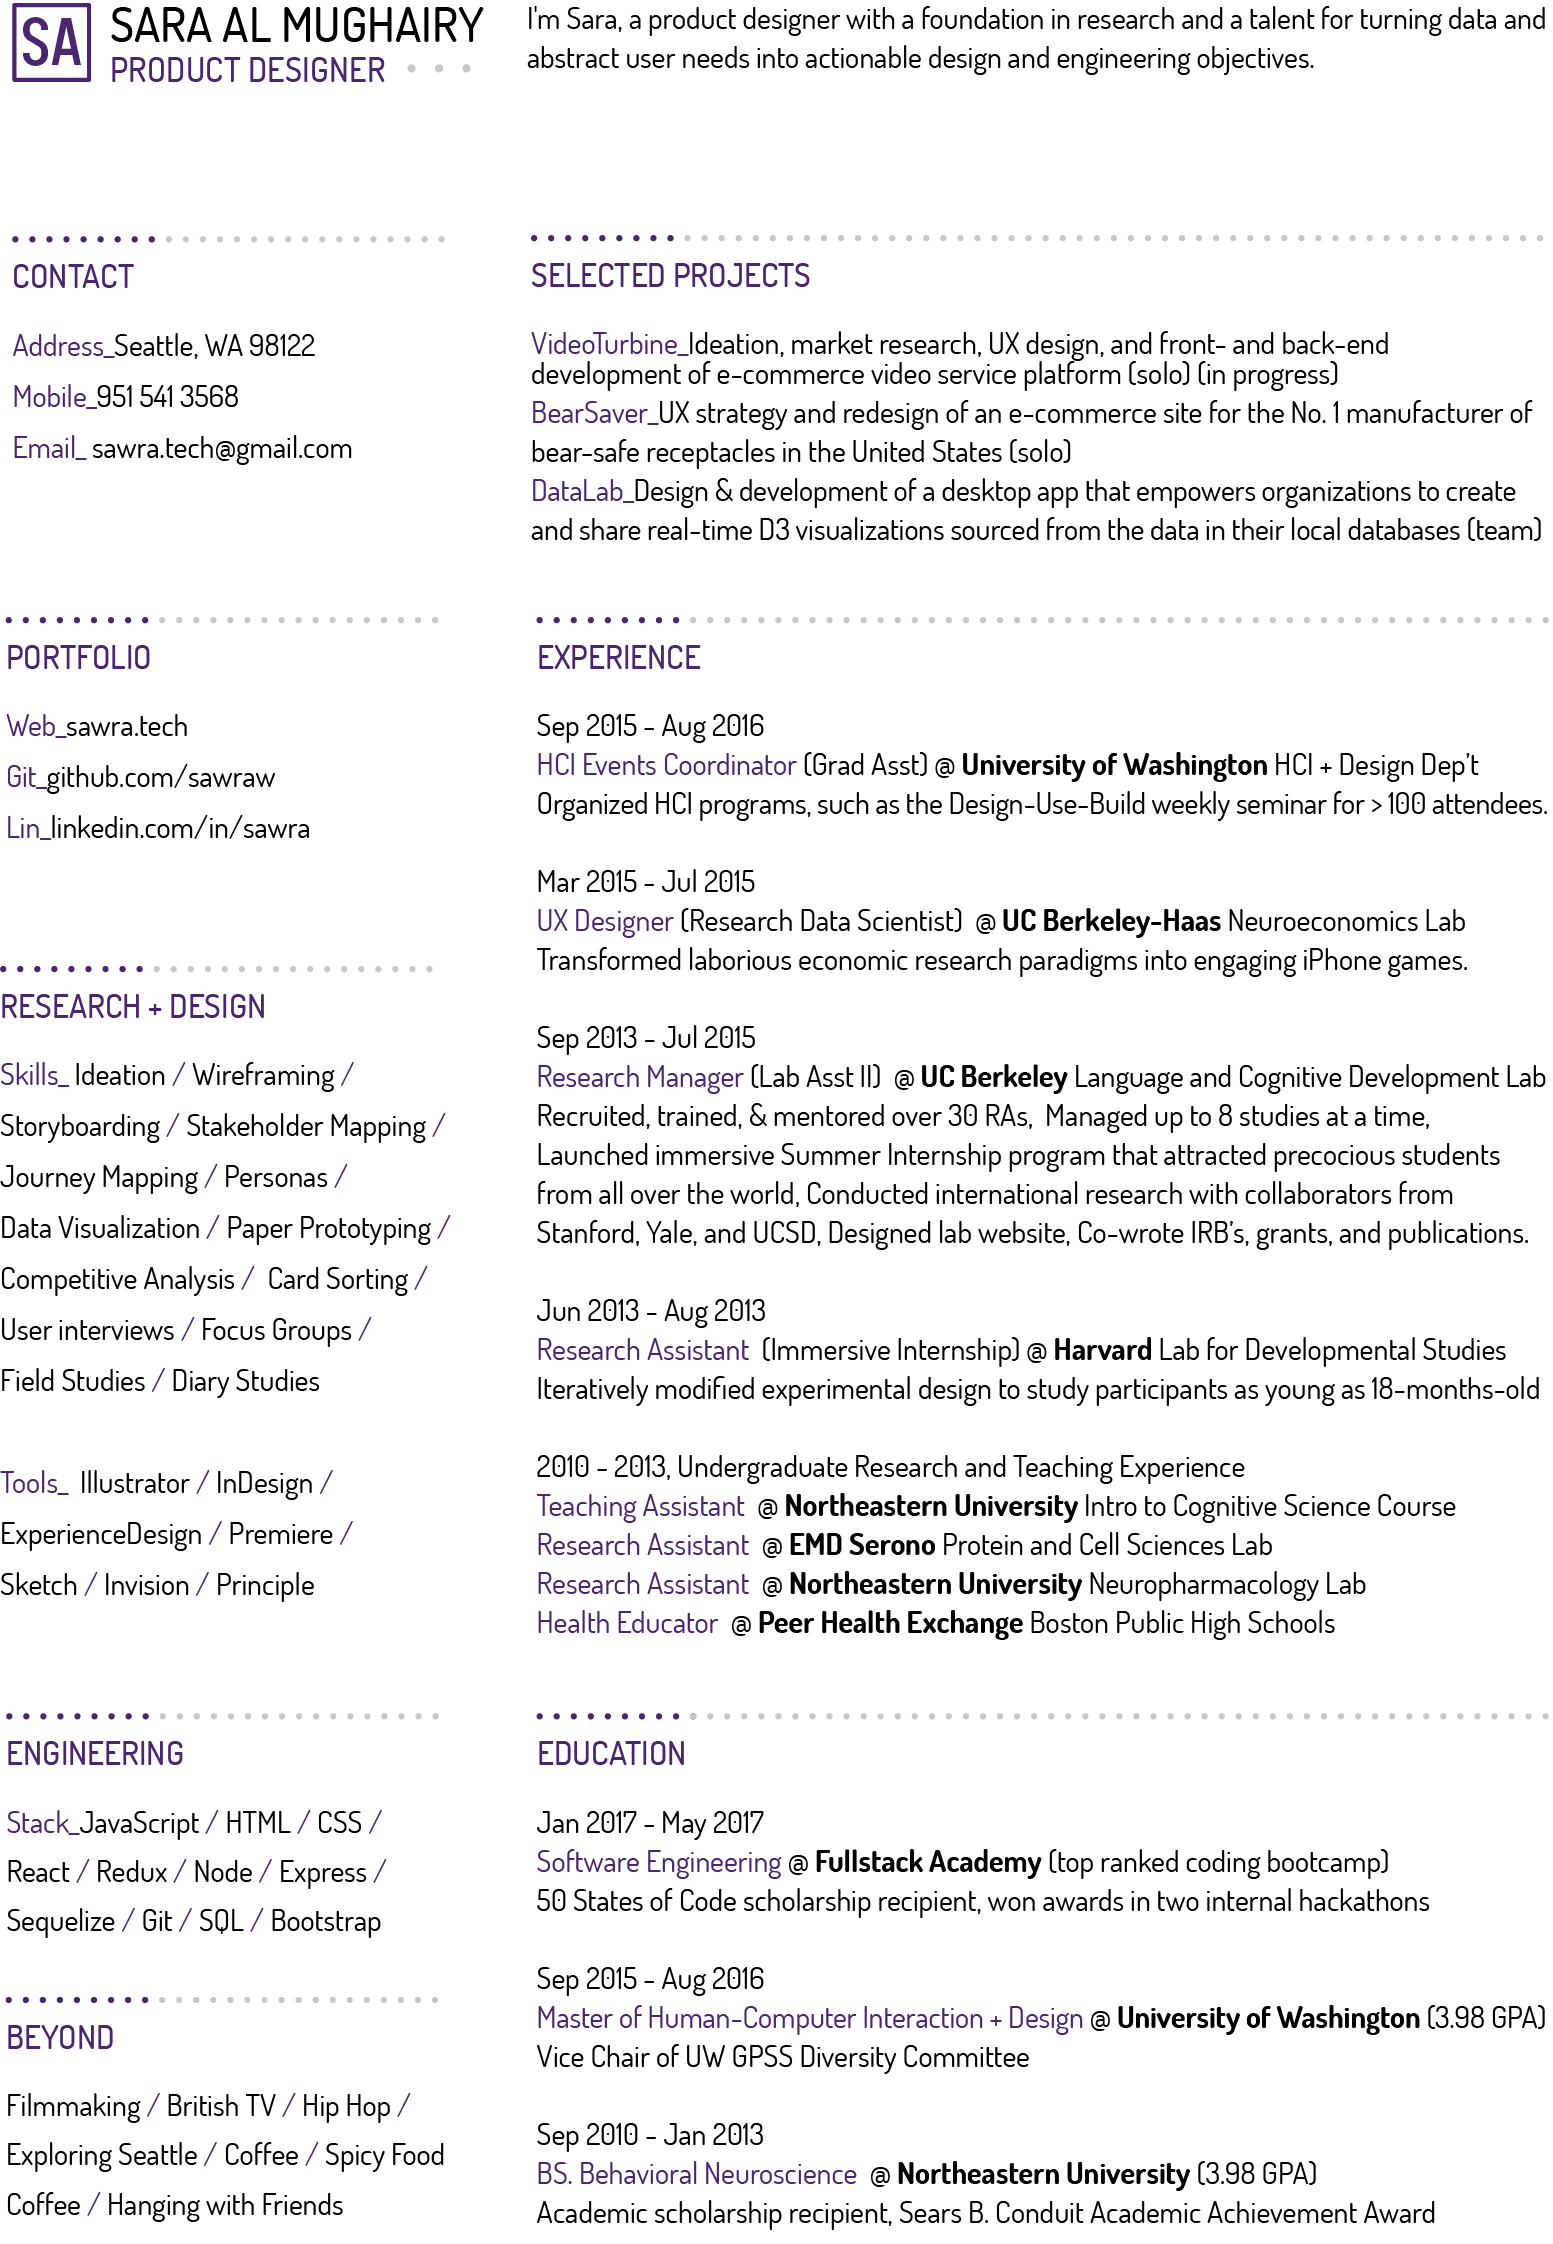 SA
SARA AL MUGHAIRY
PRODUCT DESIGNER
I'm Sara, a product designer with a foundation in research and a talent for turning data and
abstract user needs into actionable design and engineering objectives.
CONTACT
Address_Seattle, WA 98122
Mobile_951 541 3568
Email_ sawra.tech@gmail.com
PORTFOLIO
Web_sawra.tech
Git_github.com/sawraw
Lin_linkedin.com/in/sawra
RESEARCH + DESIGN
Skills_ Ideation / Wireframing /
Storyboarding / Stakeholder Mapping /
Journey Mapping / Personas /
Data Visualization / Paper Prototyping /
Competitive Analysis /  Card Sorting /
User interviews / Focus Groups /
Field Studies / Diary Studies
Tools_  Illustrator / InDesign /
ExperienceDesign / Premiere /
Sketch / Invision / Principle
ENGINEERING
Stack_JavaScript / HTML / CSS /
React / Redux / Node / Express /
Sequelize / Git / SQL / Bootstrap
BEYOND
Filmmaking / British TV / Hip Hop /
Exploring Seattle / Coffee / Spicy Food
Coffee / Hanging with Friends
SELECTED PROJECTS
VideoTurbine_Ideation, market research, UX design, and front- and back-end
development of e-commerce video service platform (solo) (in progress)
BearSaver_UX strategy and redesign of an e-commerce site for the No. 1 manufacturer of
bear-safe receptacles in the United States (solo)
DataLab_Design & development of a desktop app that empowers organizations to create
and share real-time D3 visualizations sourced from the data in their local databases (team)
EXPERIENCE
Sep 2015 - Aug 2016
HCI Events Coordinator (Grad Asst) @ University of Washington HCI + Design Dep't
Organized HCI programs, such as the Design-Use-Build weekly seminar for > 100 attendees.
Mar 2015 - Jul 2015
UX Designer (Research Data Scientist)  @ UC Berkeley-Haas Neuroeconomics Lab
Transformed laborious economic research paradigms into engaging iPhone games.
Sep 2013 - Jul 2015
Research Manager (Lab Asst II)  @ UC Berkeley Language and Cognitive Development Lab
Recruited, trained, & mentored over 30 RAs,  Managed up to 8 studies at a time,
Launched immersive Summer Internship program that attracted precocious students
from all over the world, Conducted international research with collaborators from
Stanford, Yale, and UCSD, Designed lab website, Co-wrote IRB's, grants, and publications.
Jun 2013 - Aug 2013
Research Assistant  (Immersive Internship) @ Harvard Lab for Developmental Studies
Iteratively modified experimental design to study participants as young as 18-months-old
2010 - 2013, Undergraduate Research and Teaching Experience
Teaching Assistant  @ Northeastern University Intro to Cognitive Science Course
Research Assistant  @ EMD Serono Protein and Cell Sciences Lab
Research Assistant  @ Northeastern University Neuropharmacology Lab
Health Educator  @ Peer Health Exchange Boston Public High Schools
EDUCATION
Jan 2017 - May 2017
Software Engineering @ Fullstack Academy (top ranked coding bootcamp)
50 States of Code scholarship recipient, won awards in two internal hackathons
Sep 2015 - Aug 2016
Master of Human-Computer Interaction + Design @ University of Washington (3.98 GPA)
Vice Chair of UW GPSS Diversity Committee
Sep 2010 - Jan 2013
BS. Behavioral Neuroscience  @ Northeastern University (3.98 GPA)
Academic scholarship recipient, Sears B. Conduit Academic Achievement Award